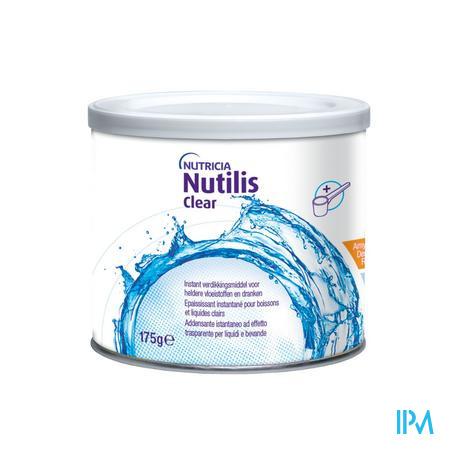 NUTRICIA
Nutilis
Clear
Instant verdikkingsmiddel voor
heldere vloeistoffen en dranken
Epaississant instantané pour boissons
et liquides clairs
Addensante istantaneo ad effetto
trasparente per liquidi e bevande
175g℮
IPM